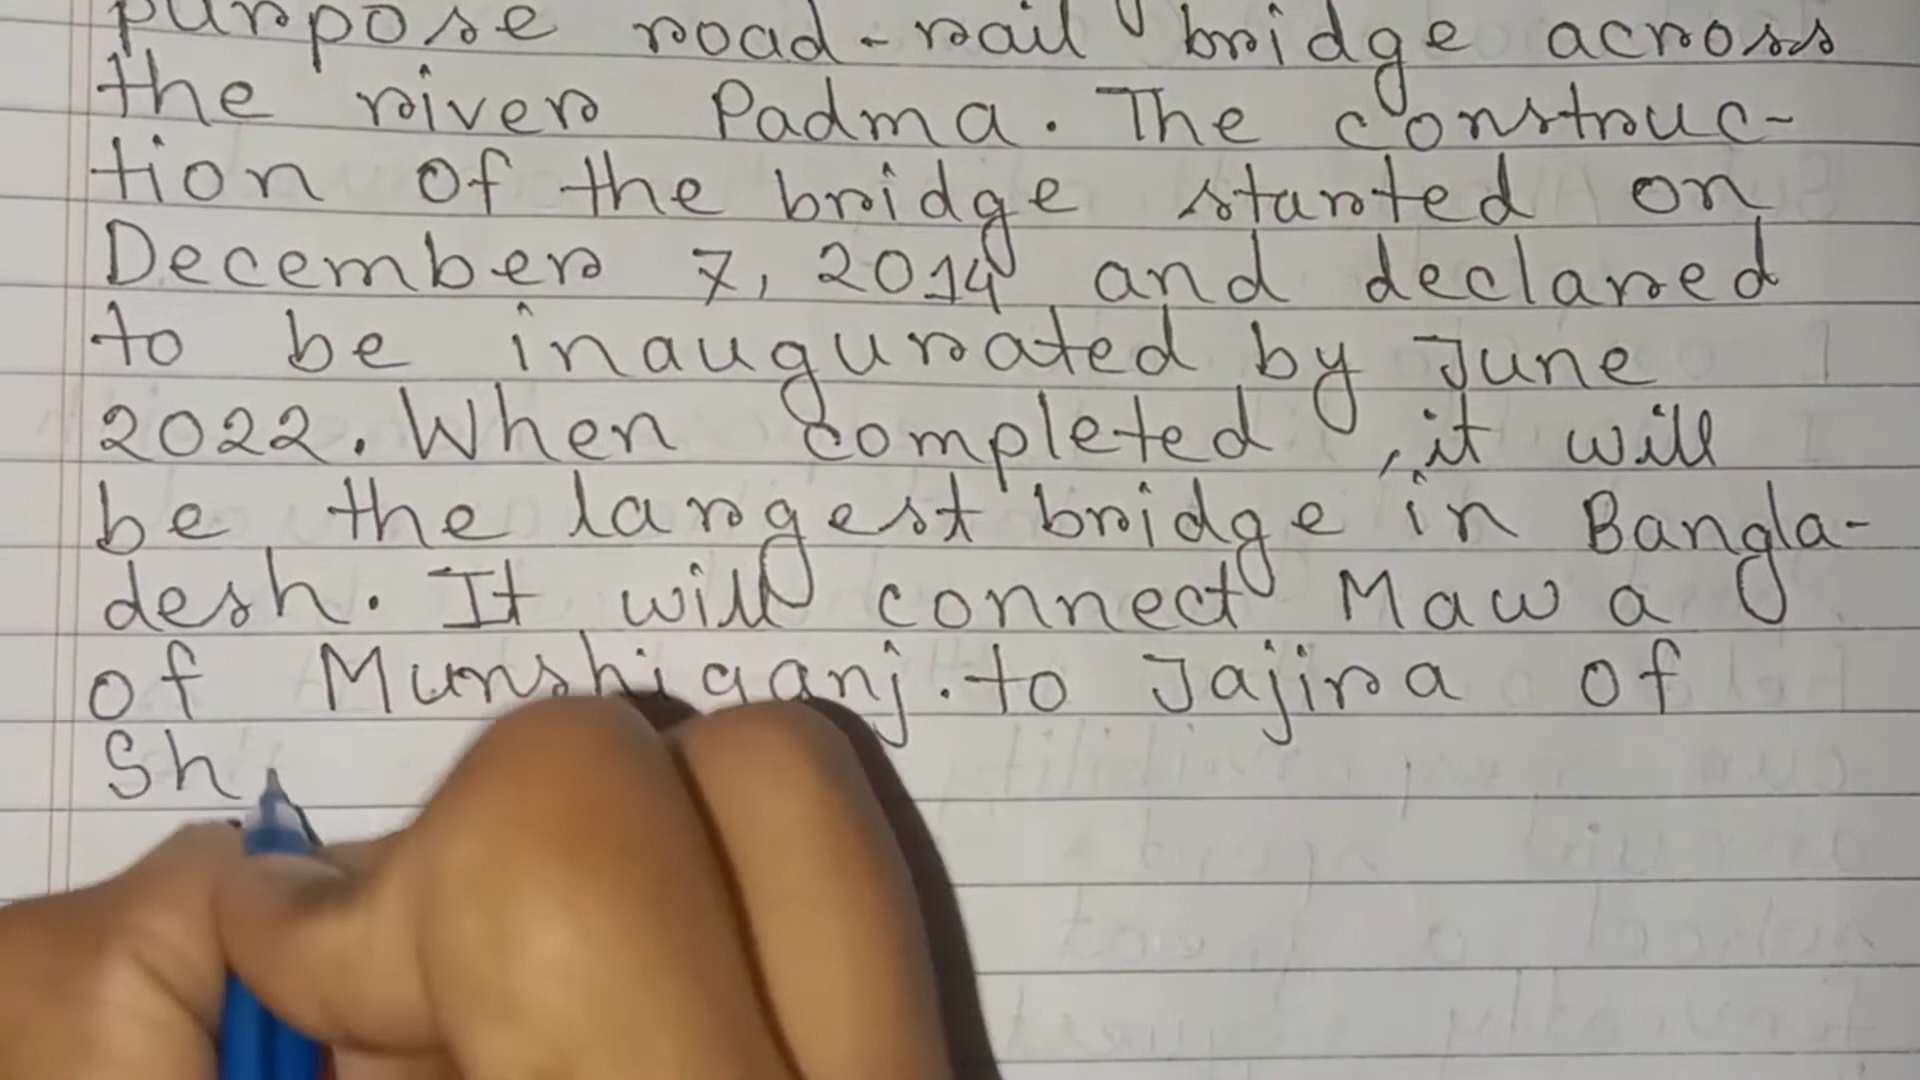 purpose road-rail bridge across
the river Padma. The construc-
tion of the bridge started on
December 7, 2014 and declared
to be inaugurated by June
2022. When completed, it will
be the largest bridge in Bangla-
desh. It will connect Mawa
of Munshiganj. to Jajira of
Sh